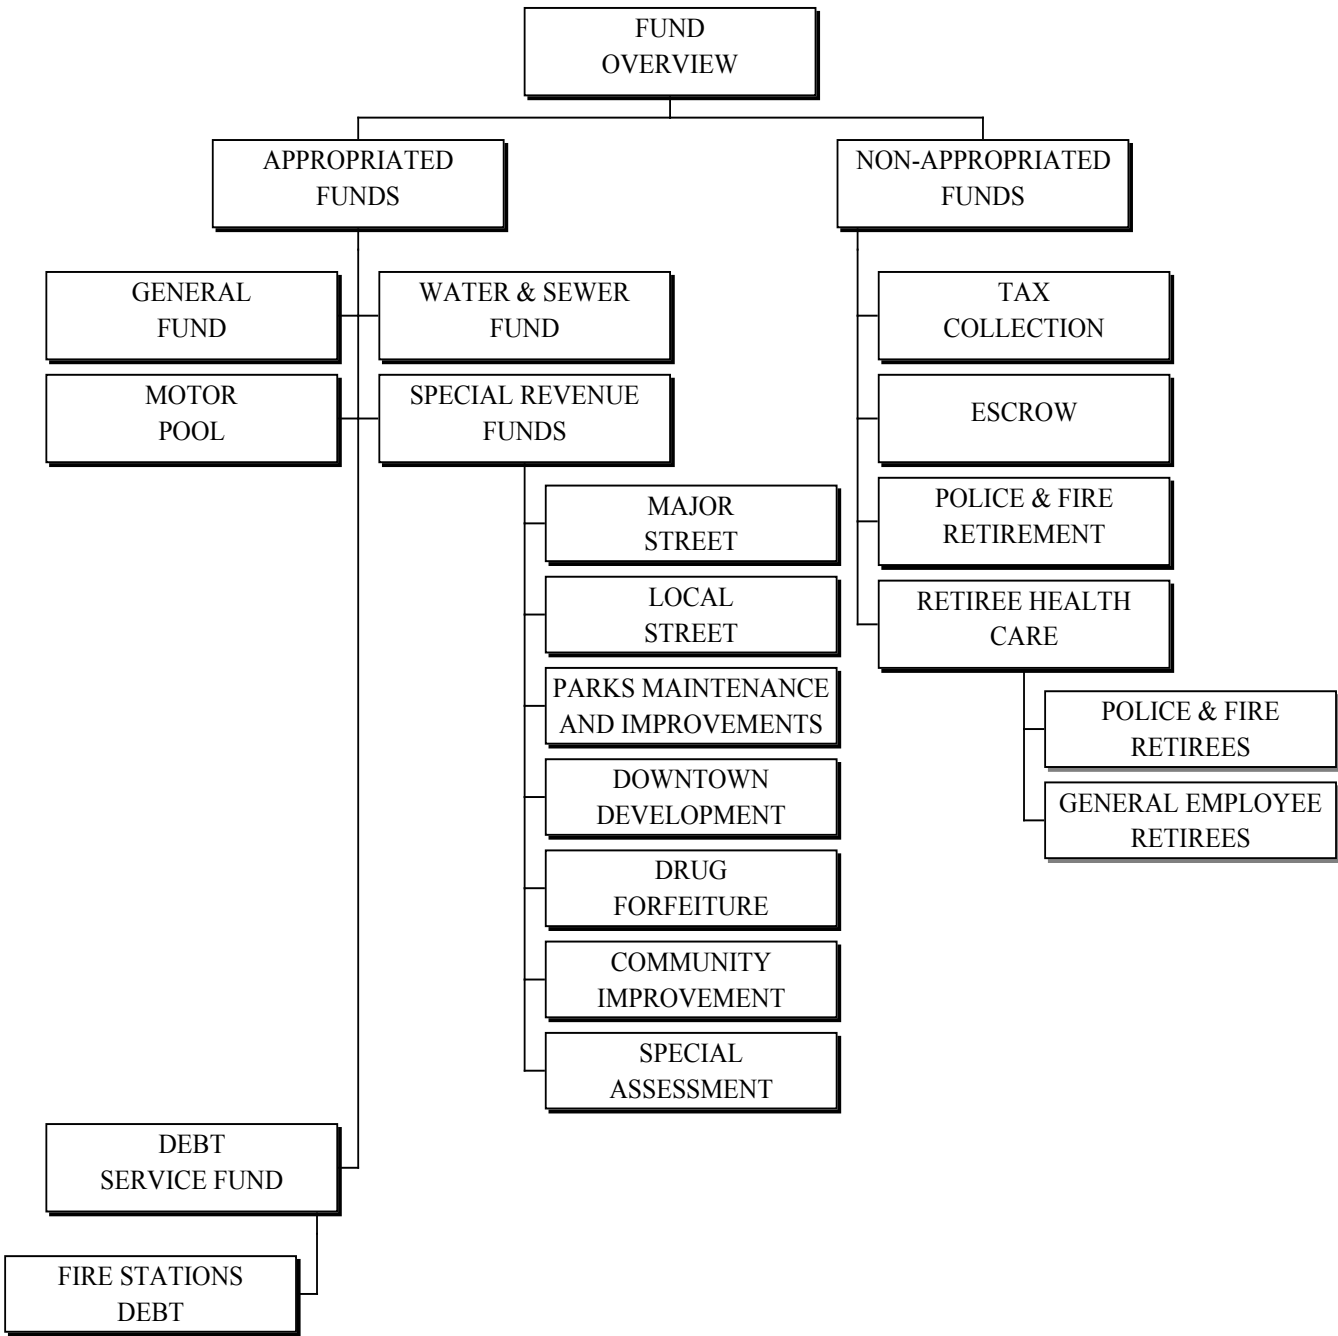 FUND
OVERVIEW
APPROPRIATED
FUNDS
NON-APPROPRIATED
FUNDS
GENERAL
FUND
WATER & SEWER
FUND
TAX
COLLECTION
MOTOR
POOL
SPECIAL REVENUE
FUNDS
ESCROW
MAJOR
STREET
POLICE & FIRE
RETIREMENT
LOCAL
STREET
RETIREE HEALTH
CARE
PARKS MAINTENANCE
AND IMPROVEMENTS
POLICE & FIRE
RETIREES
DOWNTOWN
DEVELOPMENT
GENERAL EMPLOYEE
RETIREES
DRUG
FORFEITURE
COMMUNITY
IMPROVEMENT
SPECIAL
ASSESSMENT
DEBT
SERVICE FUND
FIRE STATIONS
DEBT